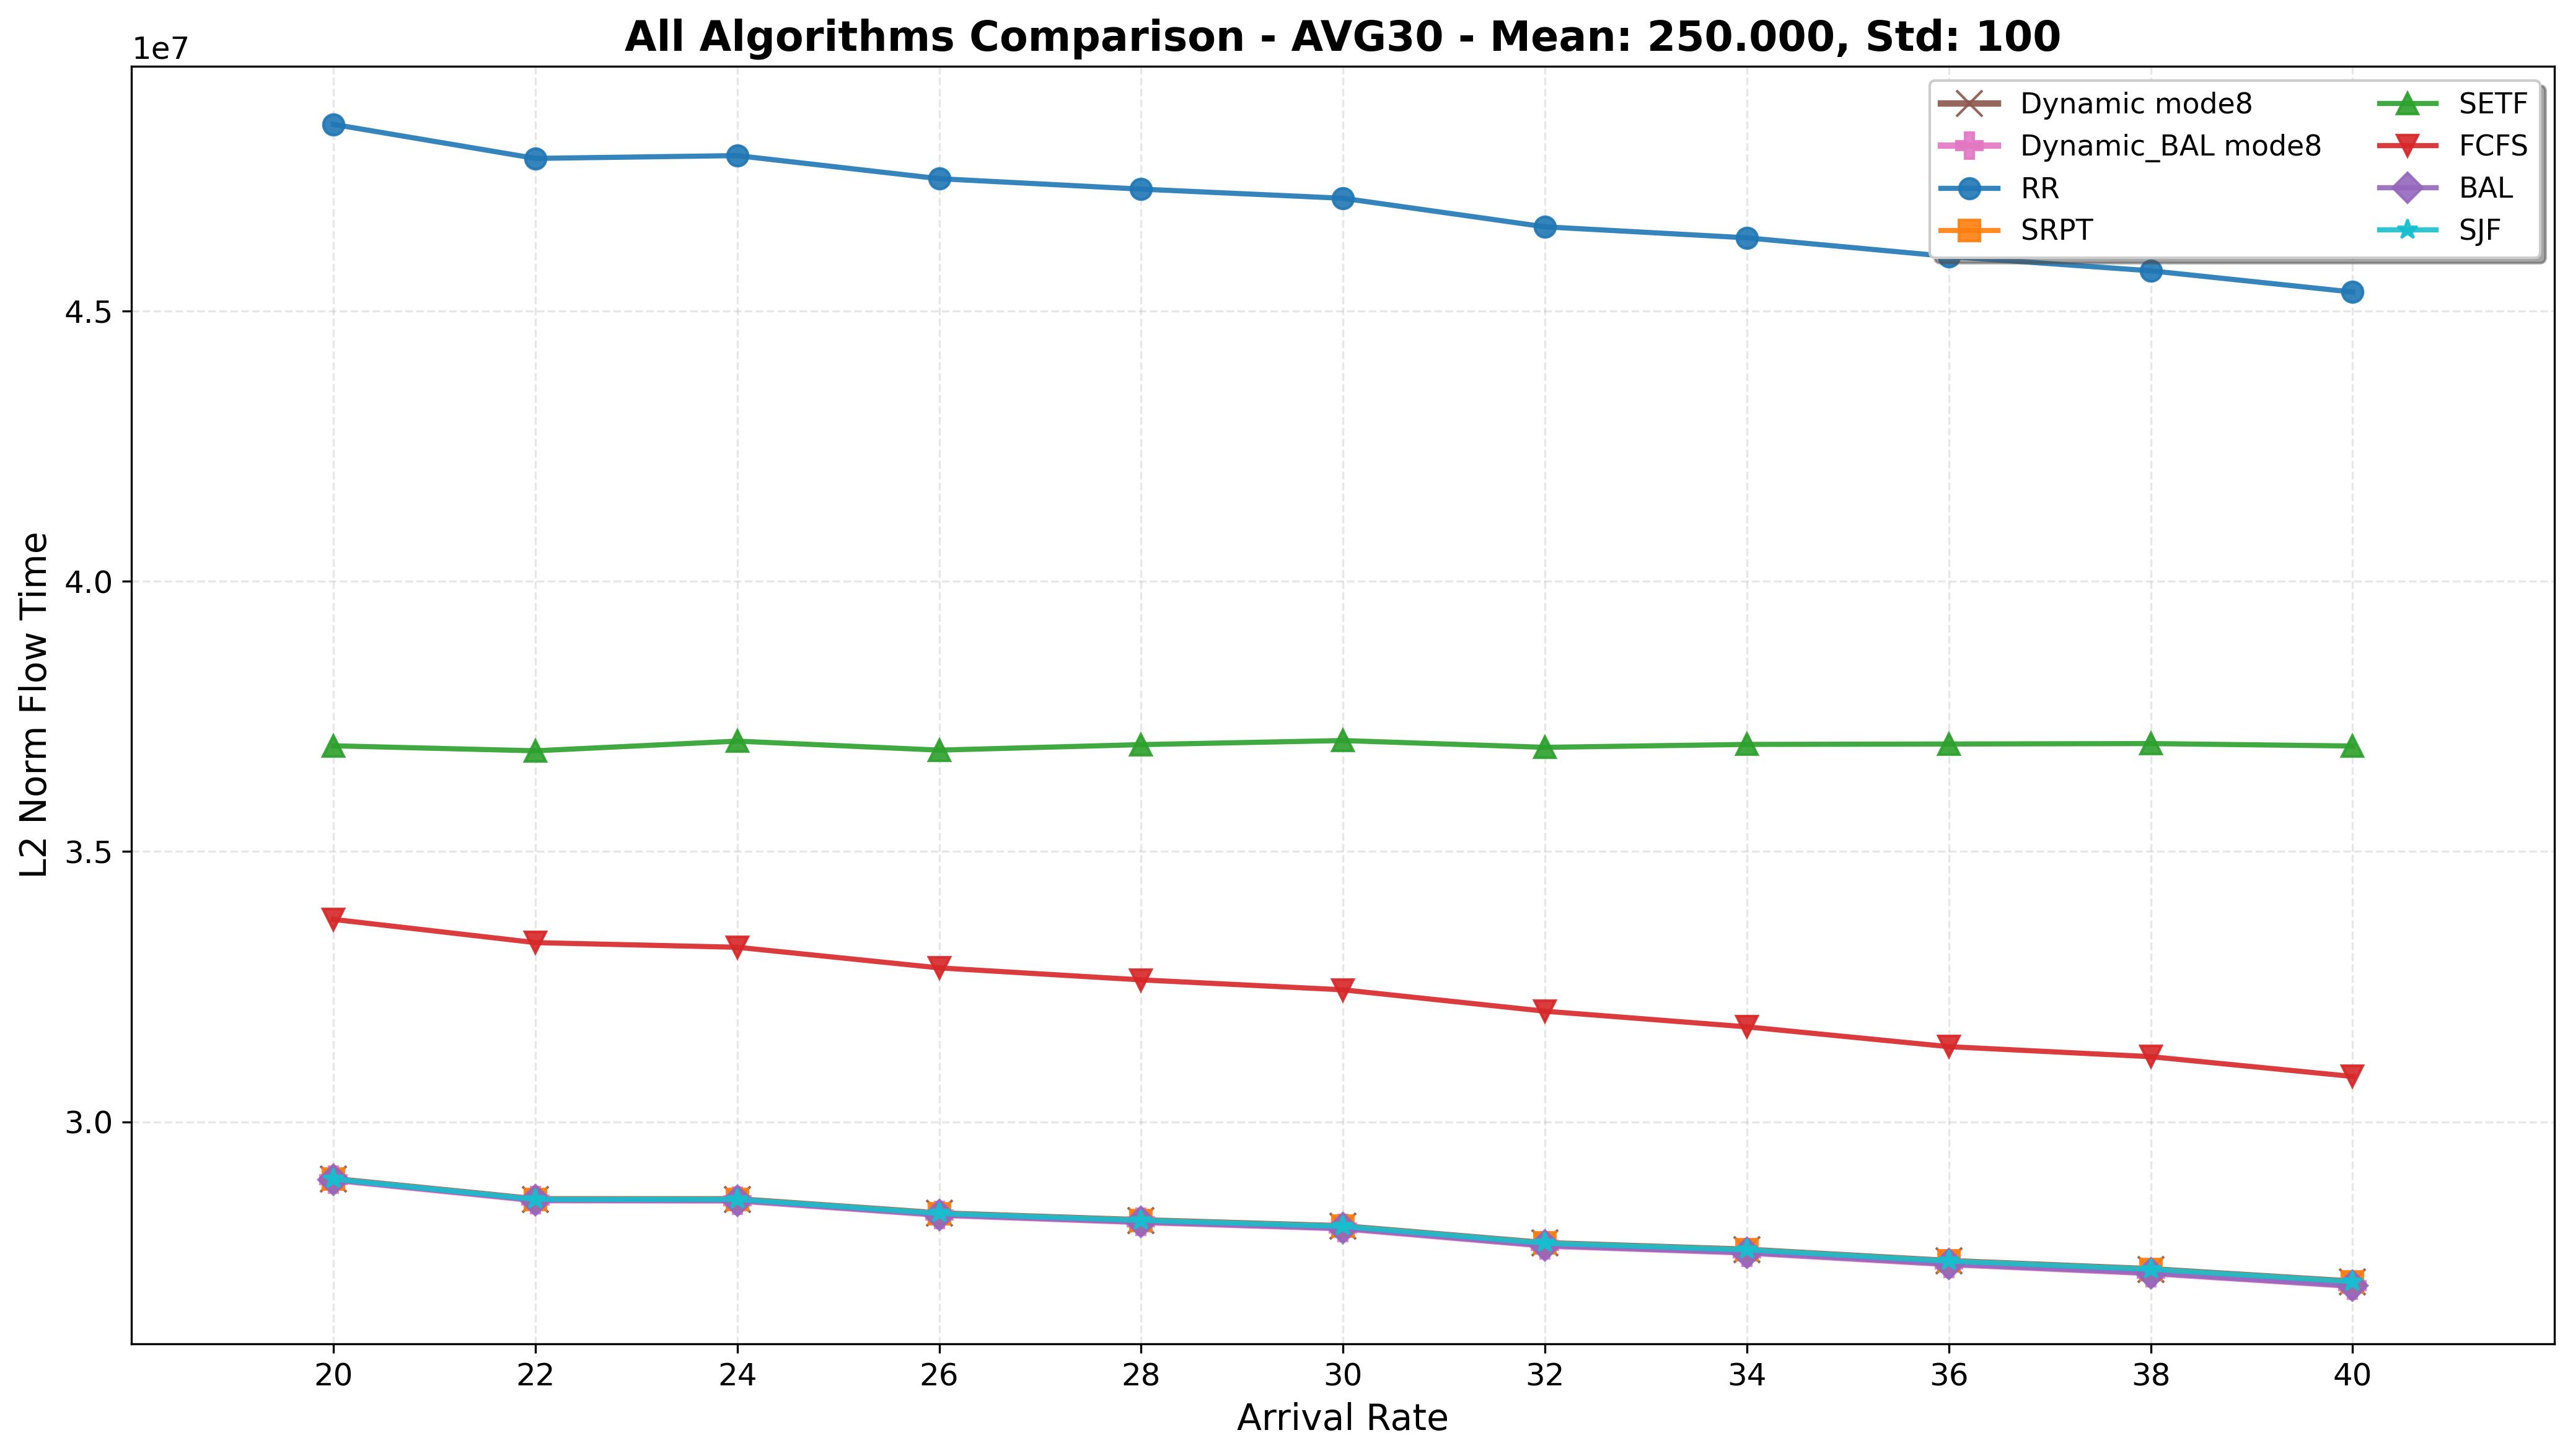 All Algorithms Comparison - AVG30 - Mean: 250.000, Std: 100
1e7
Dynamic mode8
Dynamic_BAL mode8
RR
SRPT
SETF
FCFS
BAL
SJF
4.5
4.0
3.5
3.0
L2 Norm Flow Time
20 22 24 26 28 30 32 34 36 38 40
Arrival Rate